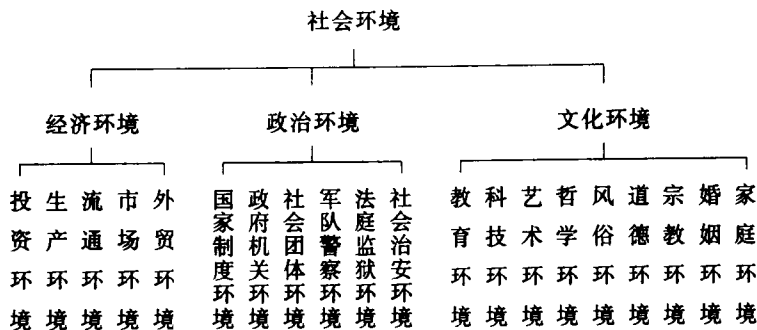 社会环境
经济环境
政治环境
文化环境
投资环境
生产环境
流通环境
市场环境
外贸环境
国家制度环境
政府机关环境
社会团体环境
军队警察环境
法庭监狱环境
社会治安环境
教育环境
科技环境
艺术环境
哲学环境
风俗环境
道德环境
宗教环境
婚姻环境
家庭环境